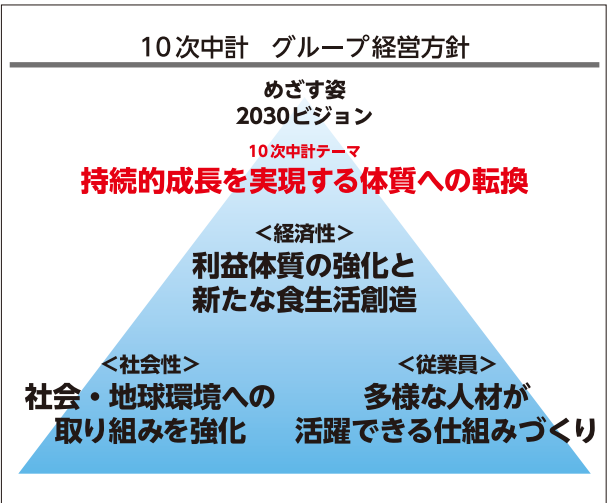 10次中計 グループ経営方針
めざす姿
2030ビジョン
10次中計テーマ
持続的成長を実現する体質への転換
＜経済性＞
利益体質の強化と
新たな食生活創造
＜社会性＞
社会・地球環境への
取り組みを強化
＜従業員＞
多様な人材が
活躍できる仕組みづくり